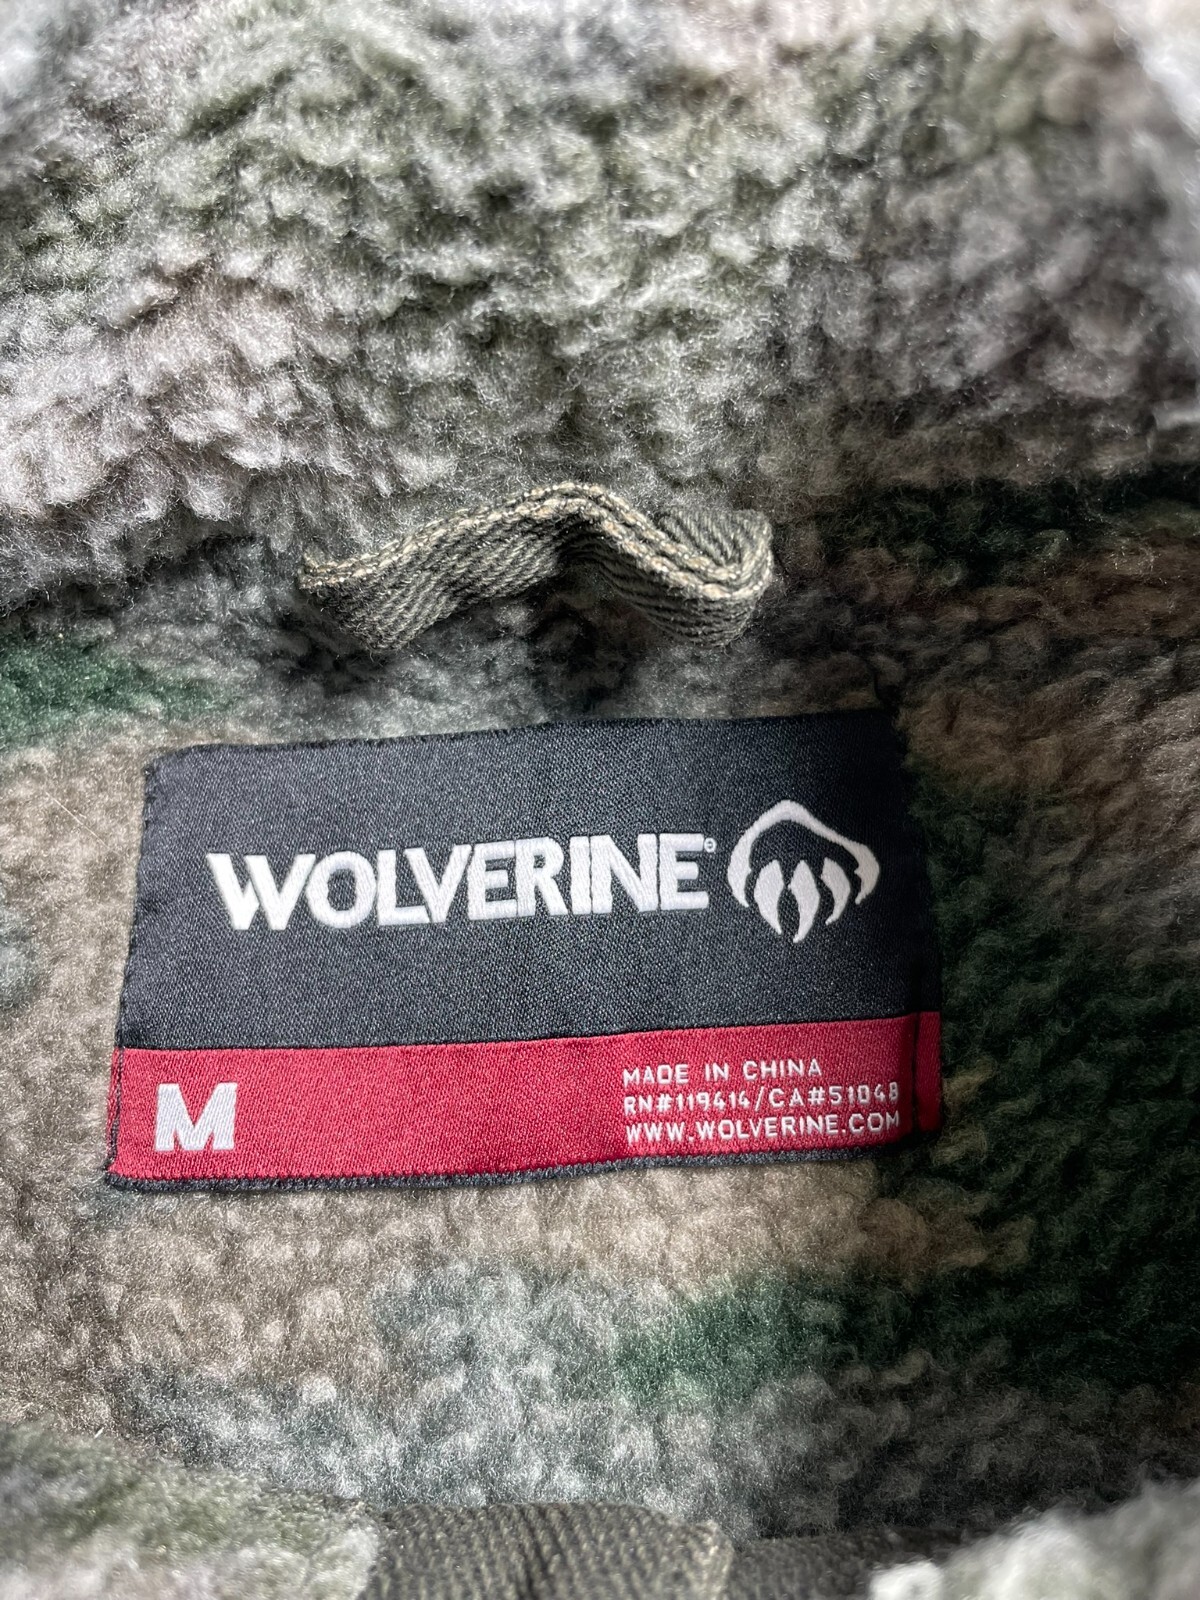 WOLVERINE®
M
MADE IN CHINA
RN#119414/CA#51048
WWW.WOLVERINE.COM